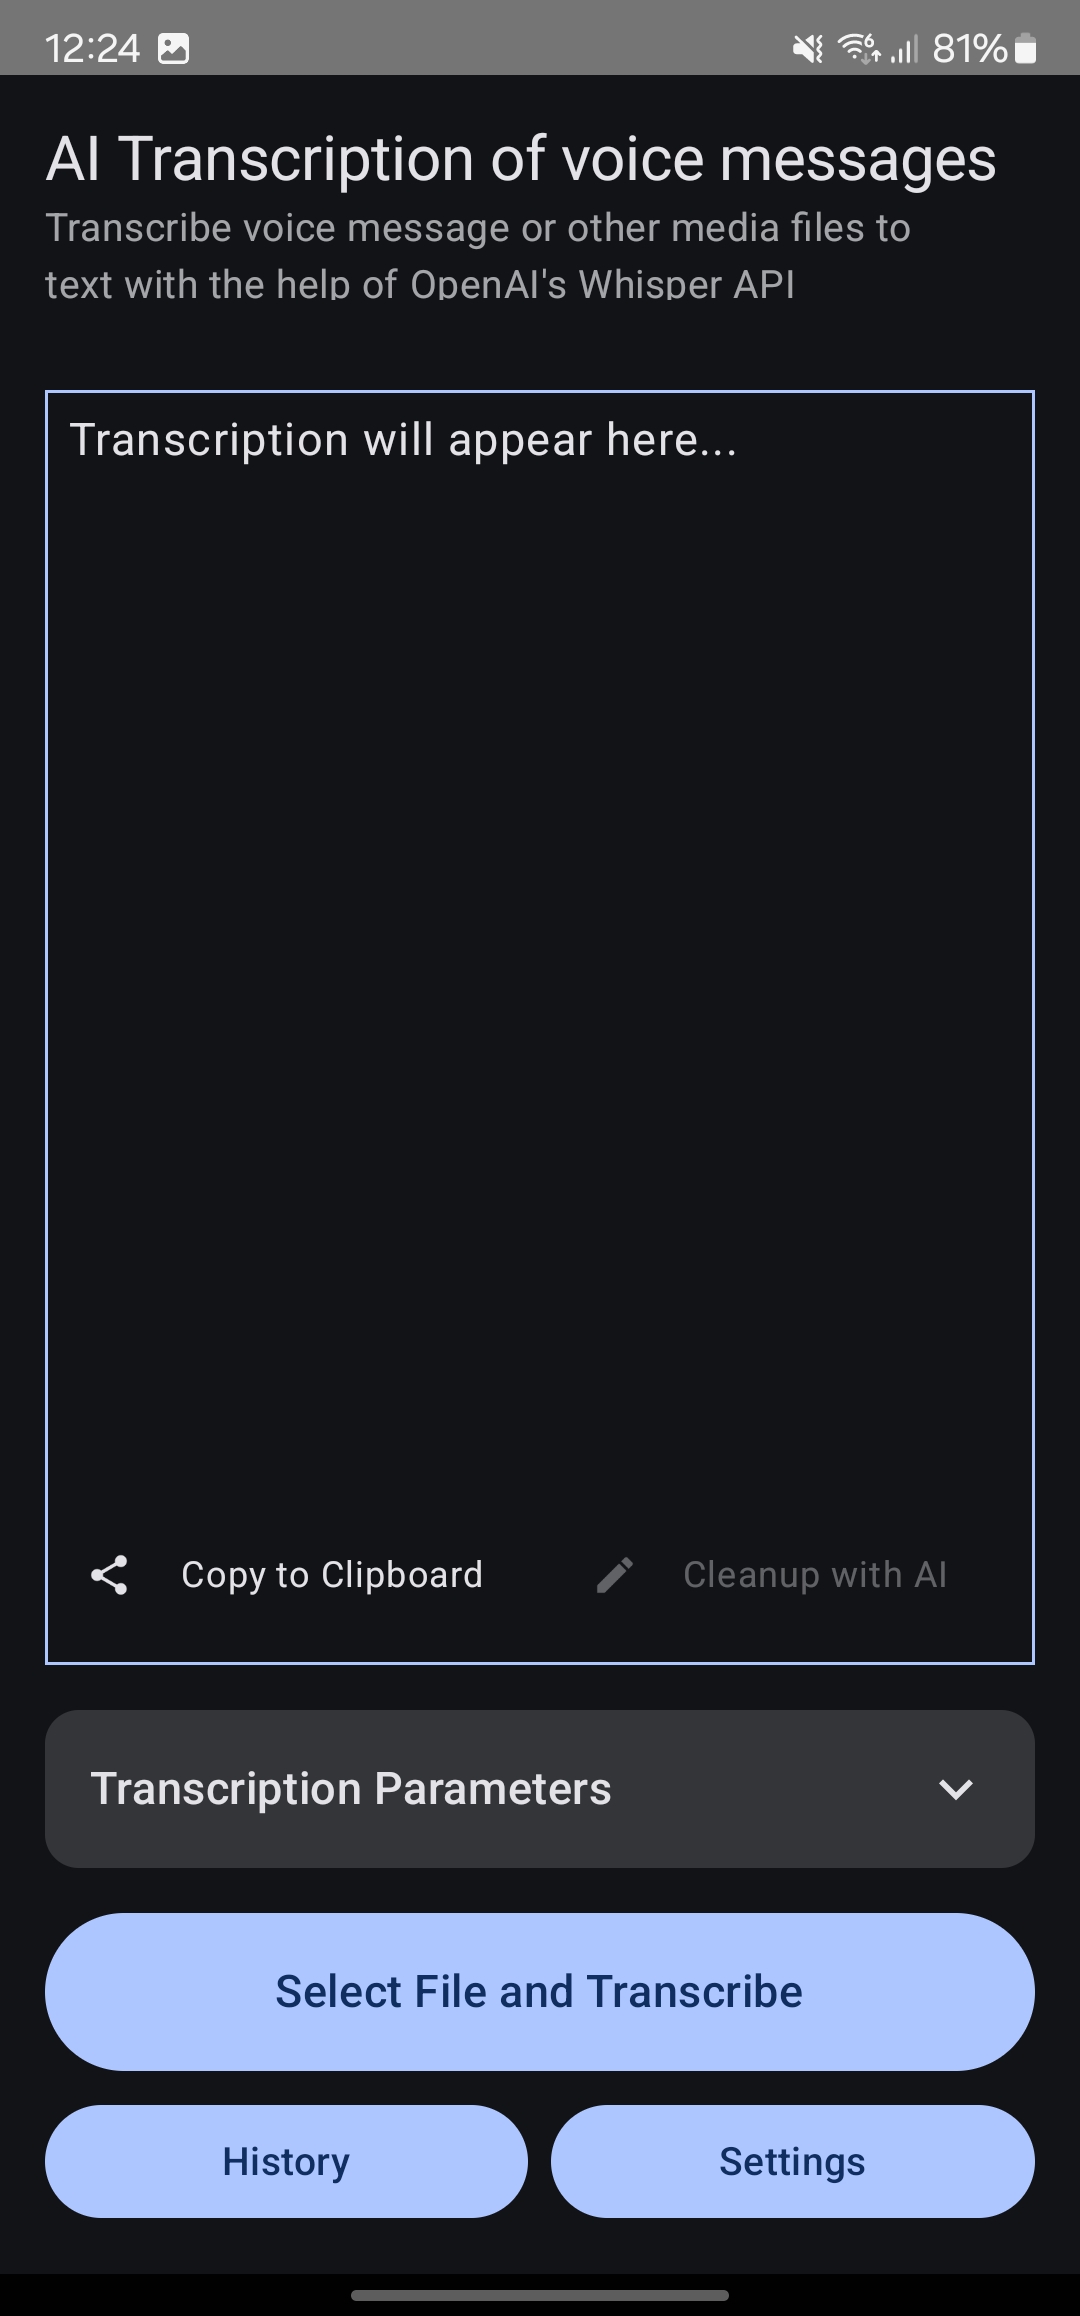 12:24
81%
AI Transcription of voice messages
Transcribe voice message or other media files to
text with the help of OpenAI's Whisper API
Transcription will appear here...
Copy to Clipboard
Cleanup with AI
Transcription Parameters
Select File and Transcribe
History
Settings